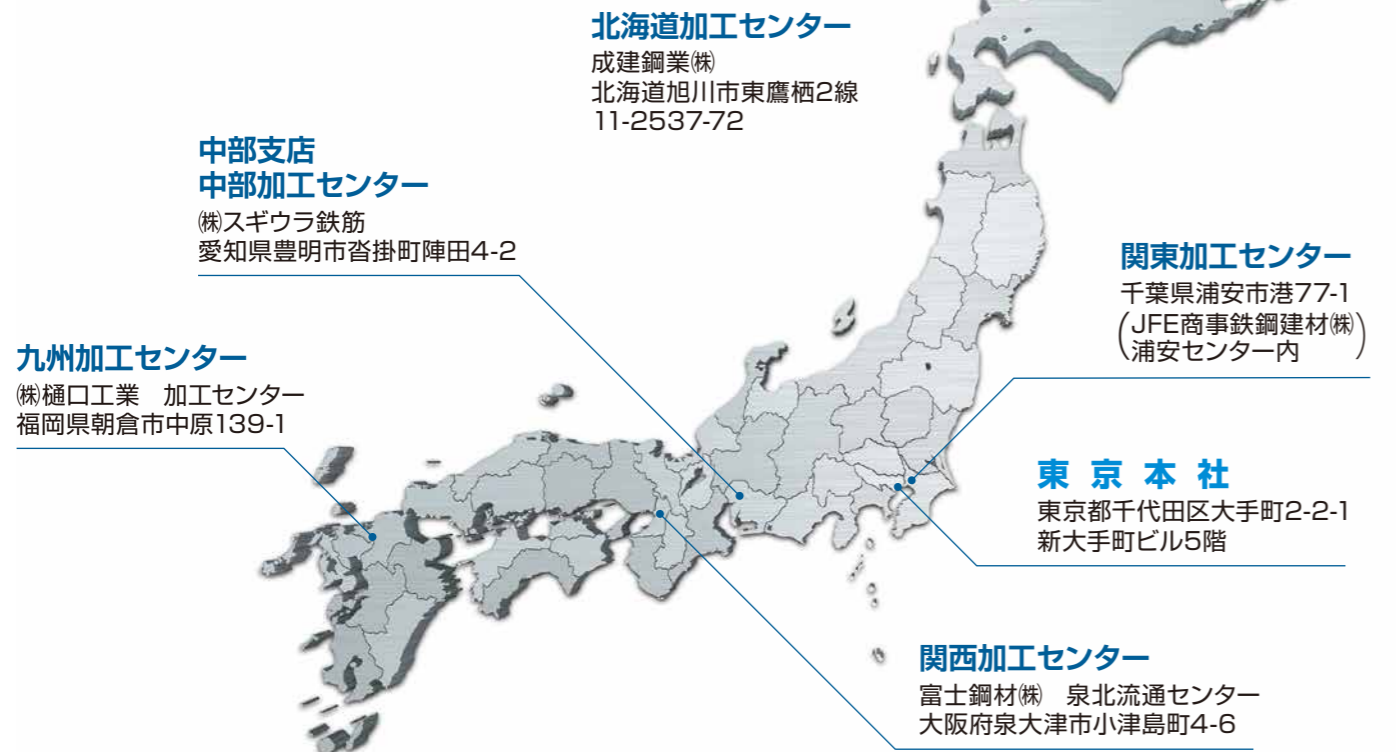 北海道加工センター
成建鋼業㈱
北海道旭川市東鷹栖2線
11-2537-72
中部支店
中部加工センター
㈱スギウラ鉄筋
愛知県豊明市沓掛町陣田4-2
関東加工センター
千葉県浦安市港77-1
(JFE商事鉄鋼建材㈱
浦安センター内)
九州加工センター
㈱樋口工業　加工センター
福岡県朝倉市中原139-1
東京本社
東京都千代田区大手町2-2-1
新大手町ビル5階
関西加工センター
富士鋼材㈱　泉北流通センター
大阪府泉大津市小津島町4-6